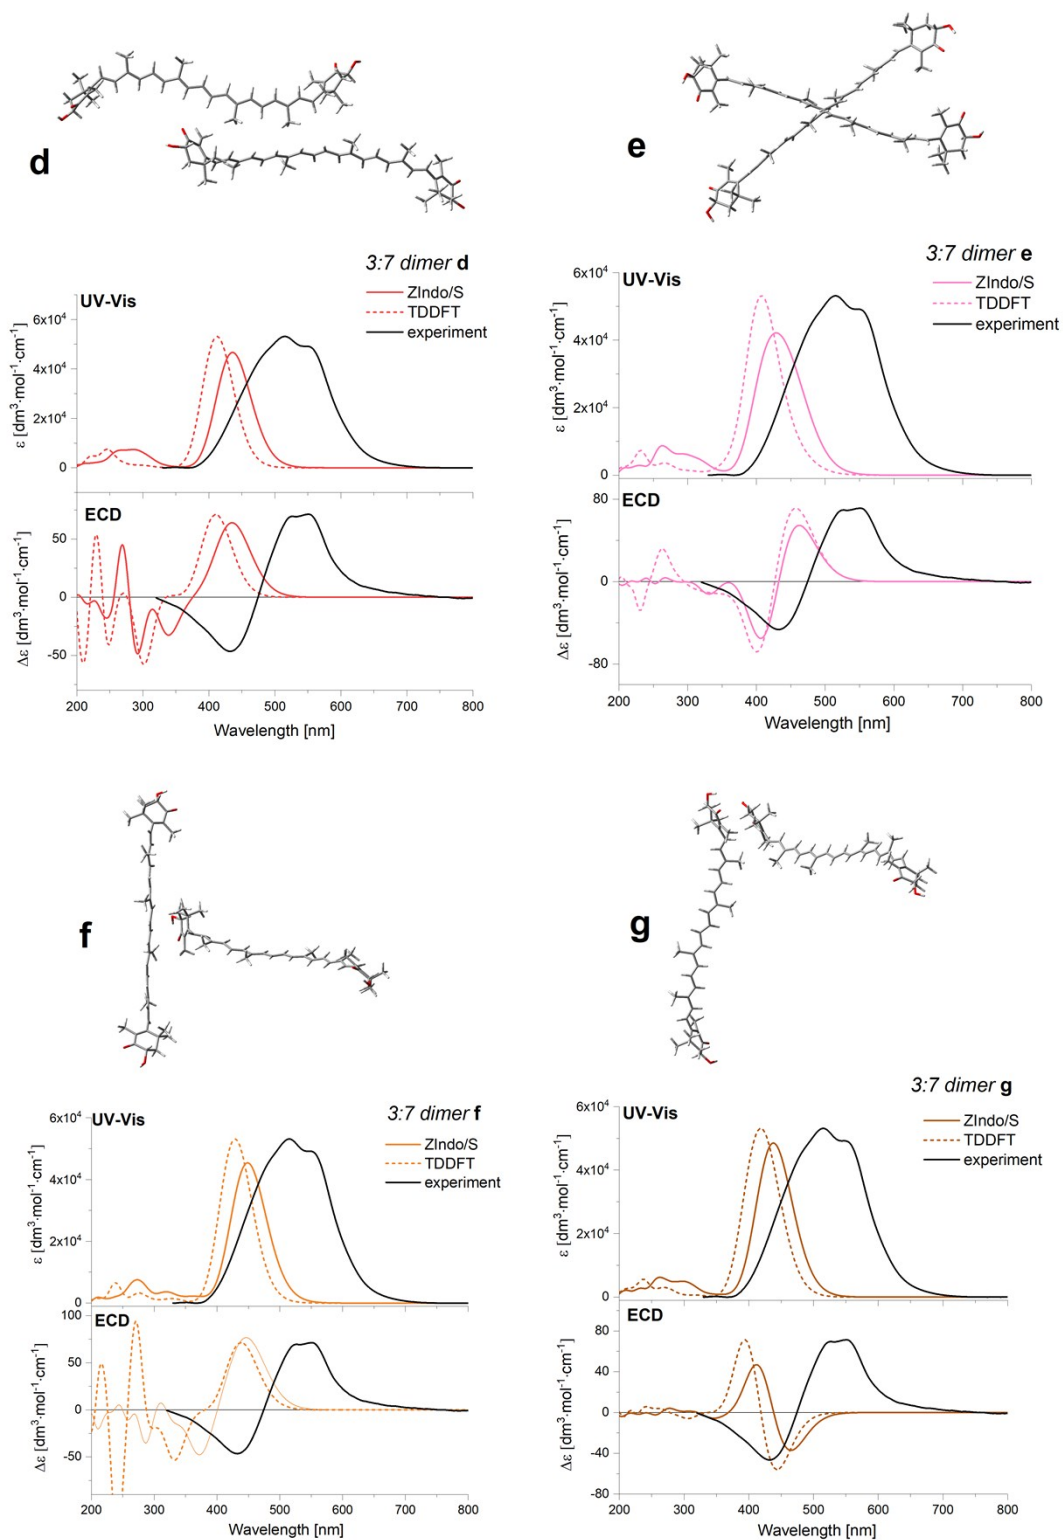 d
3:7 dimer d
UV-Vis
ZIndo/S
TDDFT
experiment
6x10⁴
4x10⁴
2x10⁴
0
ε [dm³·mol⁻¹·cm⁻¹]
ECD
50
0
-50
Δε [dm³·mol⁻¹·cm⁻¹]
200 300 400 500 600 700 800
Wavelength [nm]
e
3:7 dimer e
UV-Vis
ZIndo/S
TDDFT
experiment
6x10⁴
4x10⁴
2x10⁴
0
ε [dm³·mol⁻¹·cm⁻¹]
ECD
80
0
-80
Δε [dm³·mol⁻¹·cm⁻¹]
200 300 400 500 600 700 800
Wavelength [nm]
f
3:7 dimer f
UV-Vis
ZIndo/S
TDDFT
experiment
6x10⁴
4x10⁴
2x10⁴
0
ε [dm³·mol⁻¹·cm⁻¹]
ECD
100
50
0
-50
Δε [dm³·mol⁻¹·cm⁻¹]
200 300 400 500 600 700 800
Wavelength [nm]
g
3:7 dimer g
UV-Vis
ZIndo/S
TDDFT
experiment
6x10⁴
4x10⁴
2x10⁴
0
ε [dm³·mol⁻¹·cm⁻¹]
ECD
80
40
0
-40
-80
Δε [dm³·mol⁻¹·cm⁻¹]
200 300 400 500 600 700 800
Wavelength [nm]